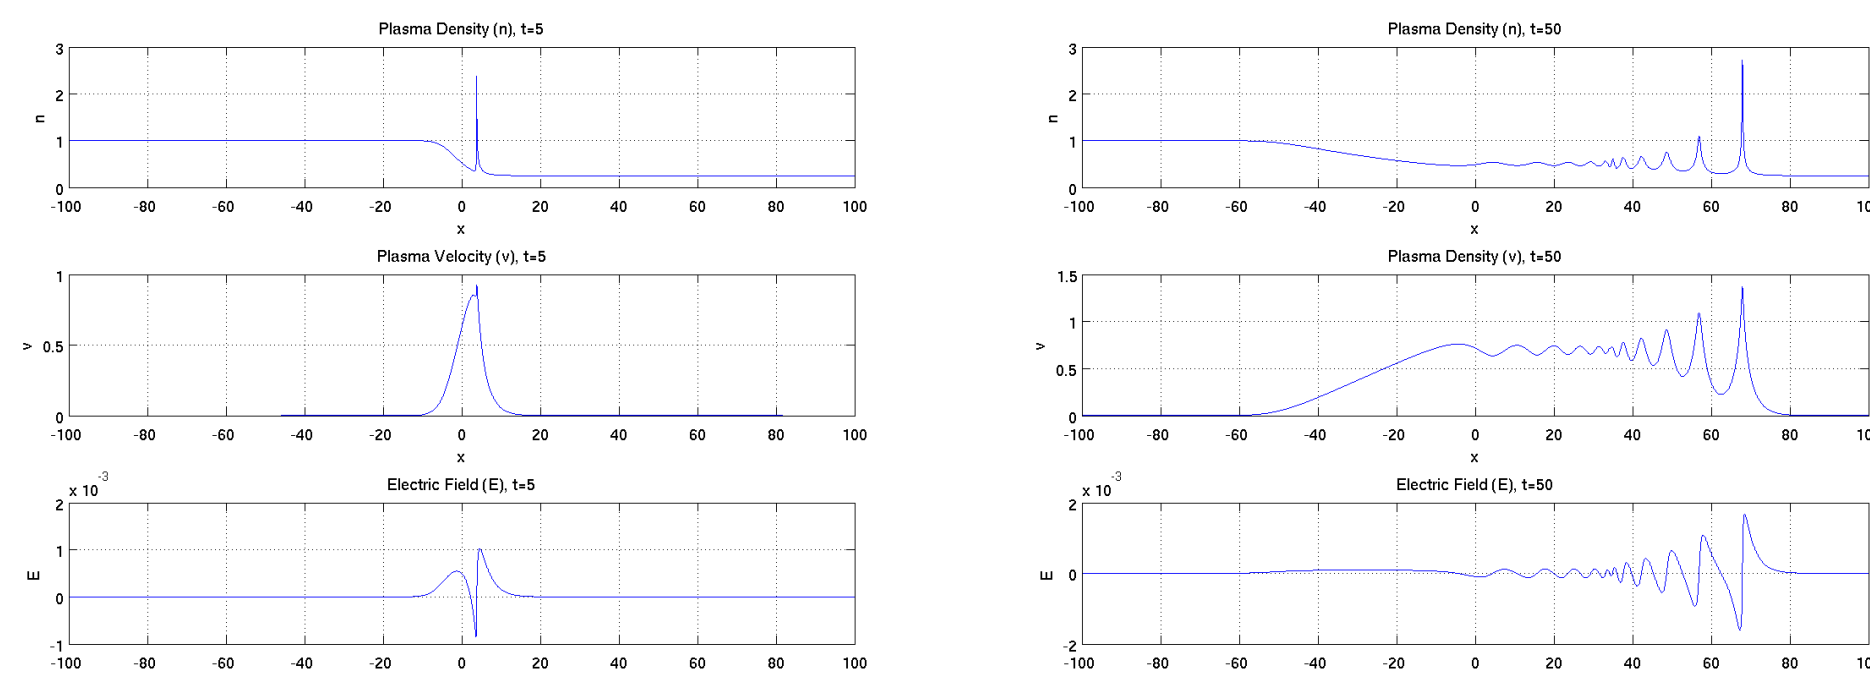 Plasma Density (n), t=5
3
2
1
0
n
-100 -80 -60 -40 -20 0 20 40 60 80 100
x
Plasma Velocity (v), t=5
1
0.5
0
v
-100 -80 -60 -40 -20 0 20 40 60 80 100
x
x 10^-3
Electric Field (E), t=5
2
1
0
-1
E
-100 -80 -60 -40 -20 0 20 40 60 80 100
Plasma Density (n), t=50
3
2
1
0
n
-100 -80 -60 -40 -20 0 20 40 60 80 10
x
Plasma Density (v), t=50
1.5
1
0.5
0
v
-100 -80 -60 -40 -20 0 20 40 60 80 10
x
x 10^-3
Electric Field (E), t=50
2
0
-2
E
-100 -80 -60 -40 -20 0 20 40 60 80 10